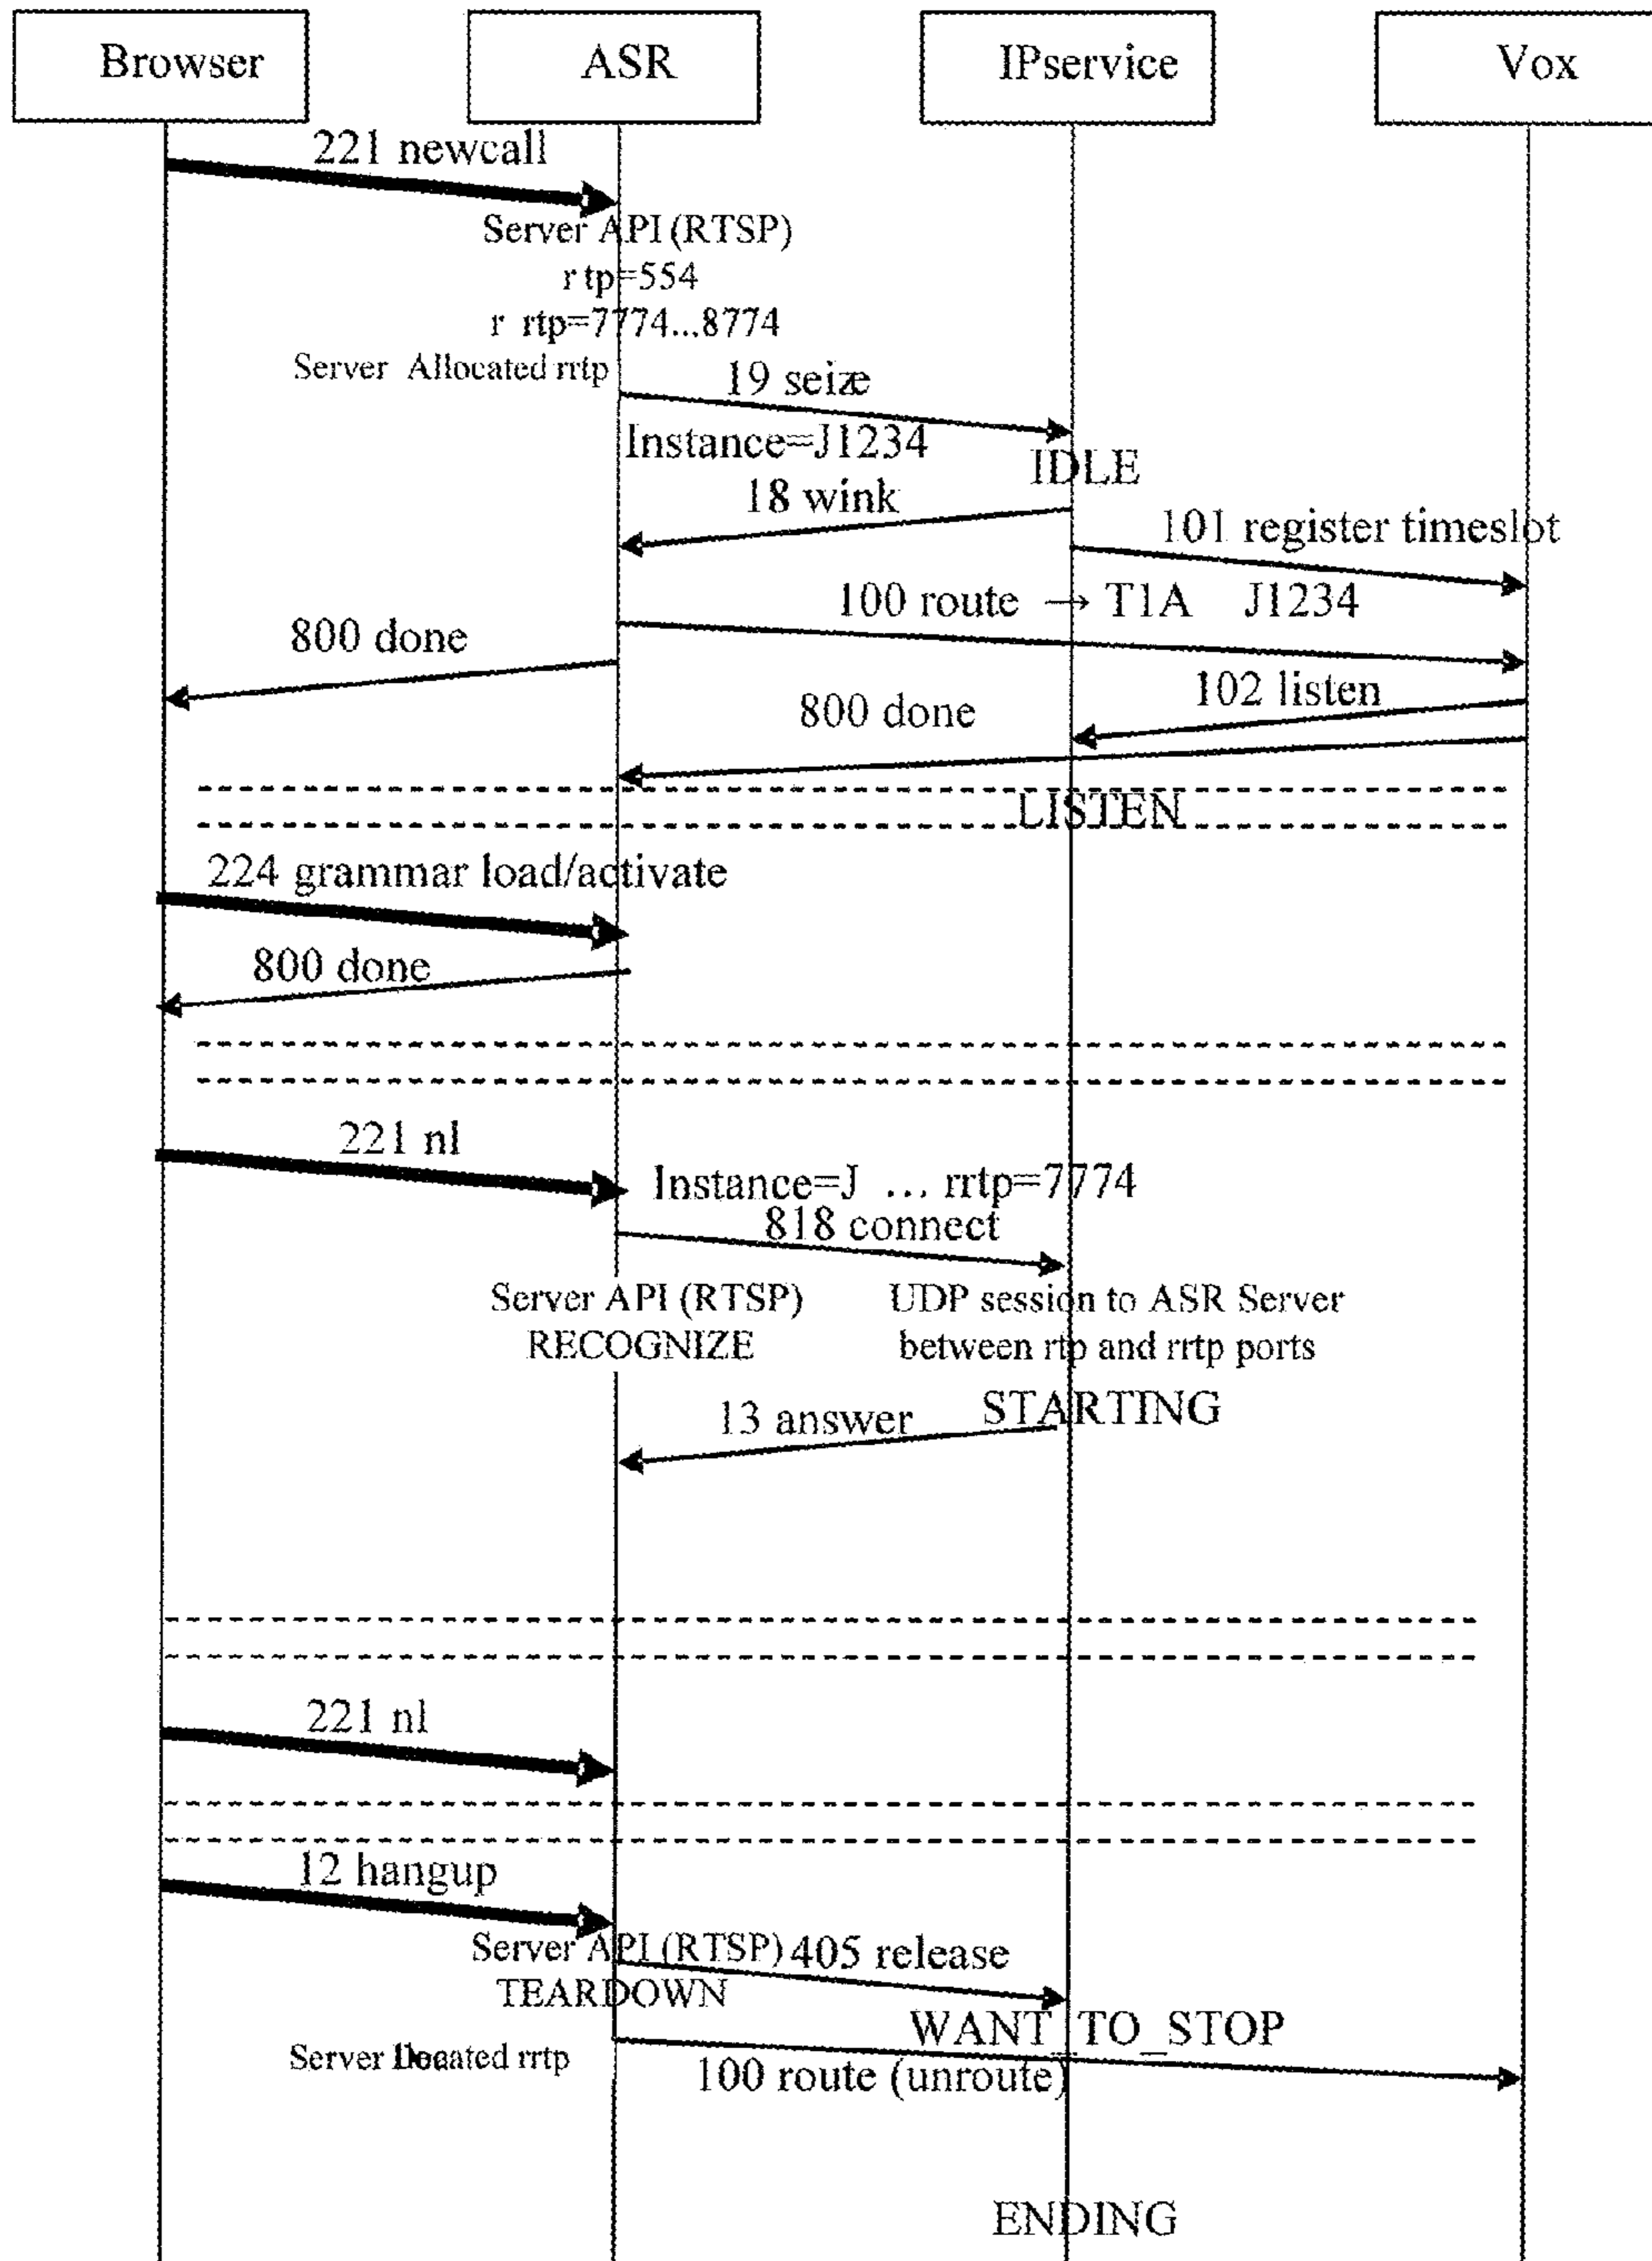 Browser
ASR
IPservice
Vox
221 newcall
Server API (RTSP)
r tp=554
r rtp=7774...8774
Server Allocated rrtp
19 seize
Instance=J1234
IDLE
18 wink
101 register timeslot
100 route → T1A J1234
800 done
102 listen
800 done
LISTEN
224 grammar load/activate
800 done
221 nl
Instance=J ... rrtp=7774
818 connect
Server API (RTSP)
RECOGNIZE
UDP session to ASR Server
between rtp and rrtp ports
STARTING
13 answer
221 nl
12 hangup
Server API (RTSP)
TEARDOWN
405 release
WANT_TO_STOP
Server rrtp
100 route (unroute)
ENDING